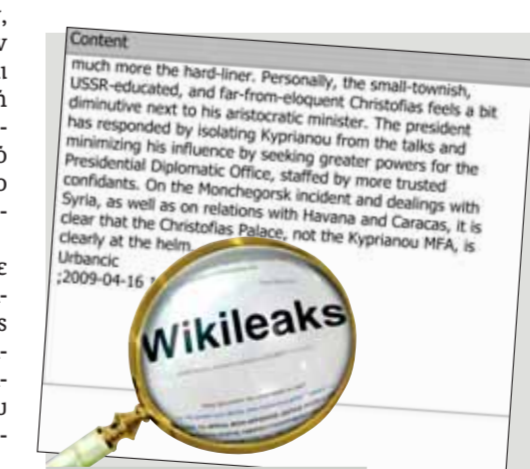 Content
much more the hard-liner. Personally, the small-townish,
USSR-educated, and far-from-eloquent Christofias feels a bit
diminutive next to his aristocratic minister. The president
has responded by isolating Kyprianou from the talks and
minimizing his influence by seeking greater powers for the
Presidential Diplomatic Office, staffed by more trusted
confidants. On the Monchegorsk incident and dealings with
Syria, as well as on relations with Havana and Caracas, it is
clear that the Christofias Palace, not the Kyprianou MFA, is
clearly at the helm
Urbancic
;2009-04-16
Wikileaks